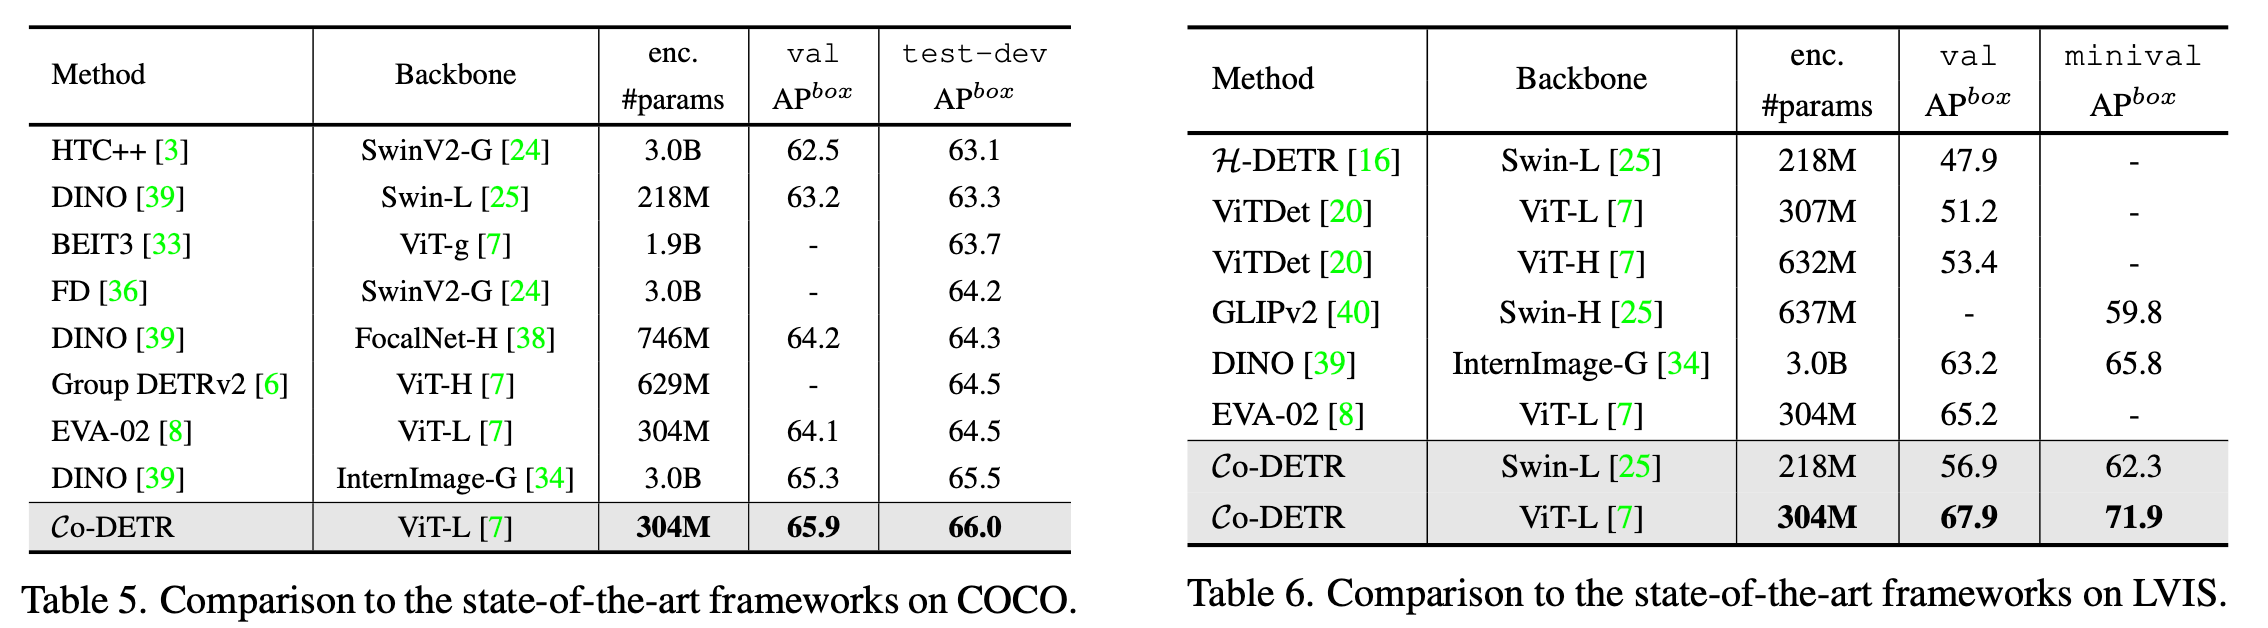 Method Backbone enc. #params val AP^box test-dev AP^box
HTC++ [3] SwinV2-G [24] 3.0B 62.5 63.1
DINO [39] Swin-L [25] 218M 63.2 63.3
BEIT3 [33] ViT-g [7] 1.9B - 63.7
FD [36] SwinV2-G [24] 3.0B - 64.2
DINO [39] FocalNet-H [38] 746M 64.2 64.3
Group DETRv2 [6] ViT-H [7] 629M - 64.5
EVA-02 [8] ViT-L [7] 304M 64.1 64.5
DINO [39] InternImage-G [34] 3.0B 65.3 65.5
𝒞o-DETR ViT-L [7] 304M 65.9 66.0
Table 5. Comparison to the state-of-the-art frameworks on COCO.
Method Backbone enc. #params val AP^box minival AP^box
ℋ-DETR [16] Swin-L [25] 218M 47.9 -
ViTDet [20] ViT-L [7] 307M 51.2 -
ViTDet [20] ViT-H [7] 632M 53.4 -
GLIPv2 [40] Swin-H [25] 637M - 59.8
DINO [39] InternImage-G [34] 3.0B 63.2 65.8
EVA-02 [8] ViT-L [7] 304M 65.2 -
𝒞o-DETR Swin-L [25] 218M 56.9 62.3
𝒞o-DETR ViT-L [7] 304M 67.9 71.9
Table 6. Comparison to the state-of-the-art frameworks on LVIS.